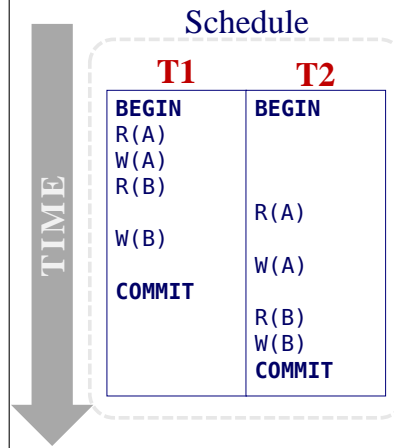 Schedule
T1 T2
BEGIN BEGIN
R(A)
W(A)
R(B)
R(A)
W(B)
W(A)
COMMIT
R(B)
W(B)
COMMIT
TIME